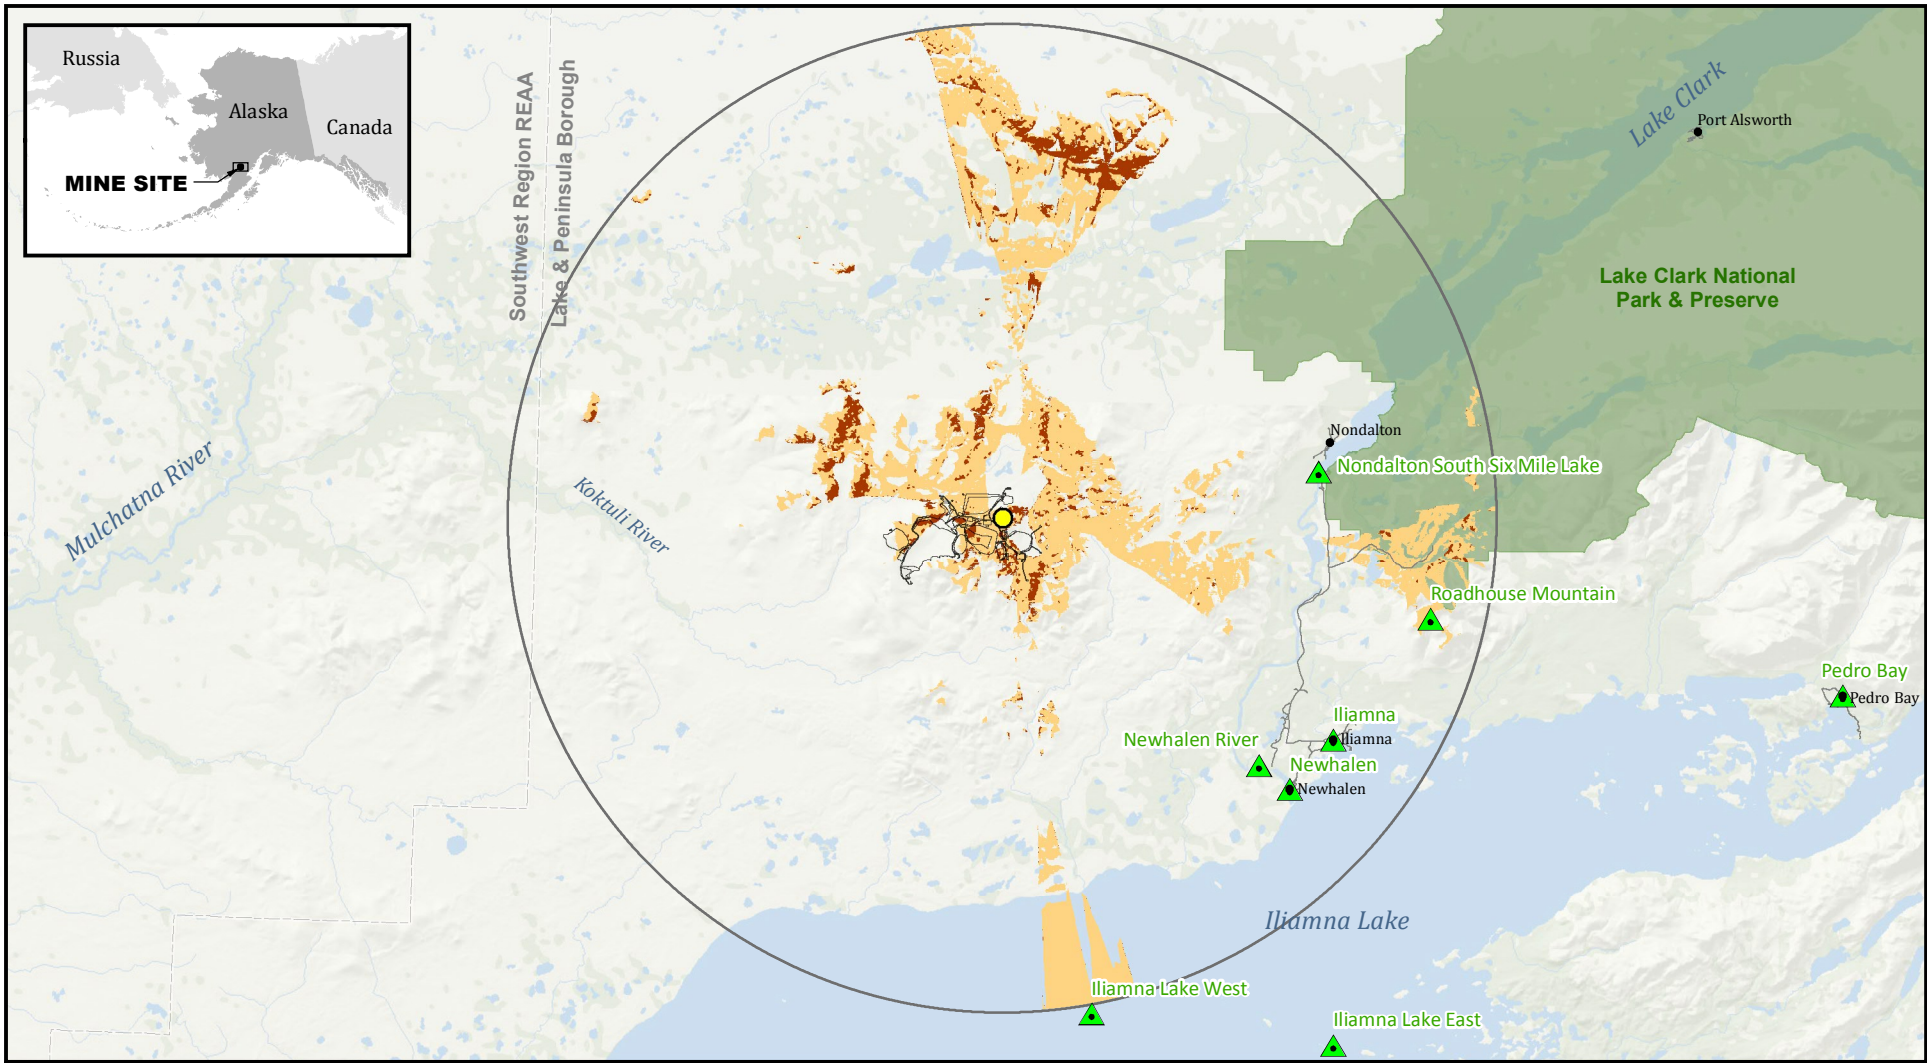 Russia
Alaska
Canada
MINE SITE
Southwest Region REAA
Lake & Peninsula Borough
Lake Clark
Port Alsworth
Lake Clark National
Park & Preserve
Mulchatna River
Koktuli River
Nondalton
Nondalton South Six Mile Lake
Roadhouse Mountain
Pedro Bay
Pedro Bay
Iliamna
Iliamna
Newhalen River
Newhalen
Newhalen
Iliamna Lake
Iliamna Lake West
Iliamna Lake East